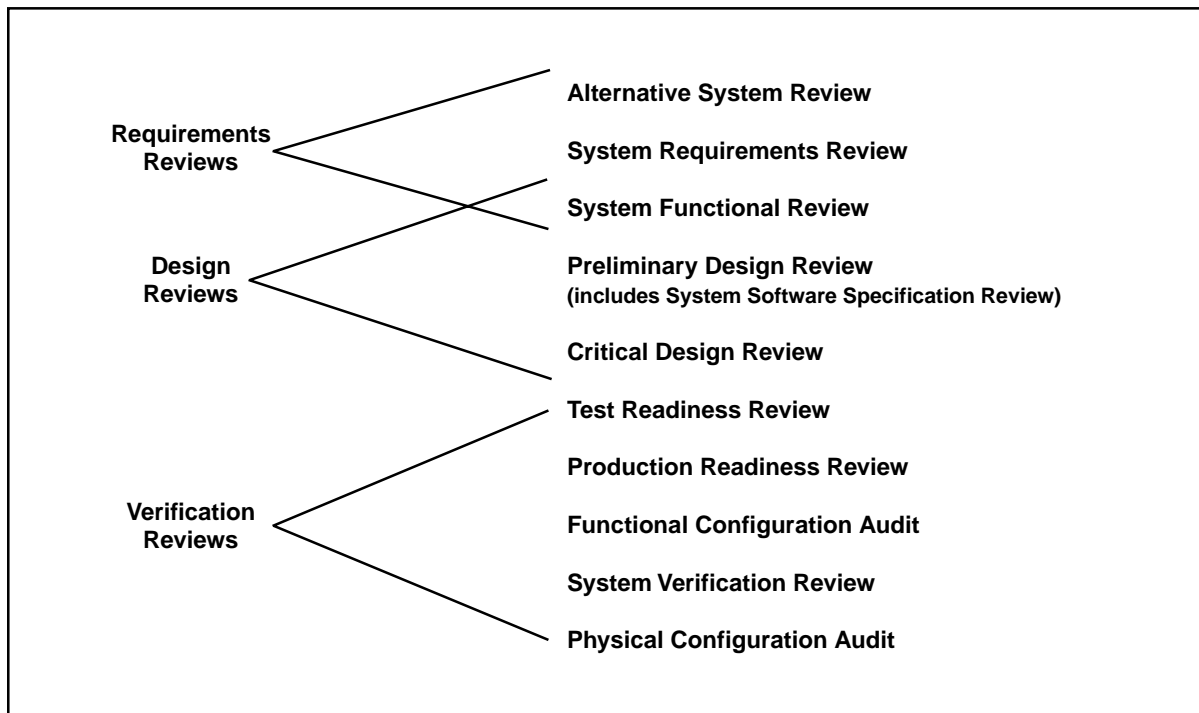 Requirements
Reviews
Design
Reviews
Verification
Reviews
Alternative System Review
System Requirements Review
System Functional Review
Preliminary Design Review
(includes System Software Specification Review)
Critical Design Review
Test Readiness Review
Production Readiness Review
Functional Configuration Audit
System Verification Review
Physical Configuration Audit